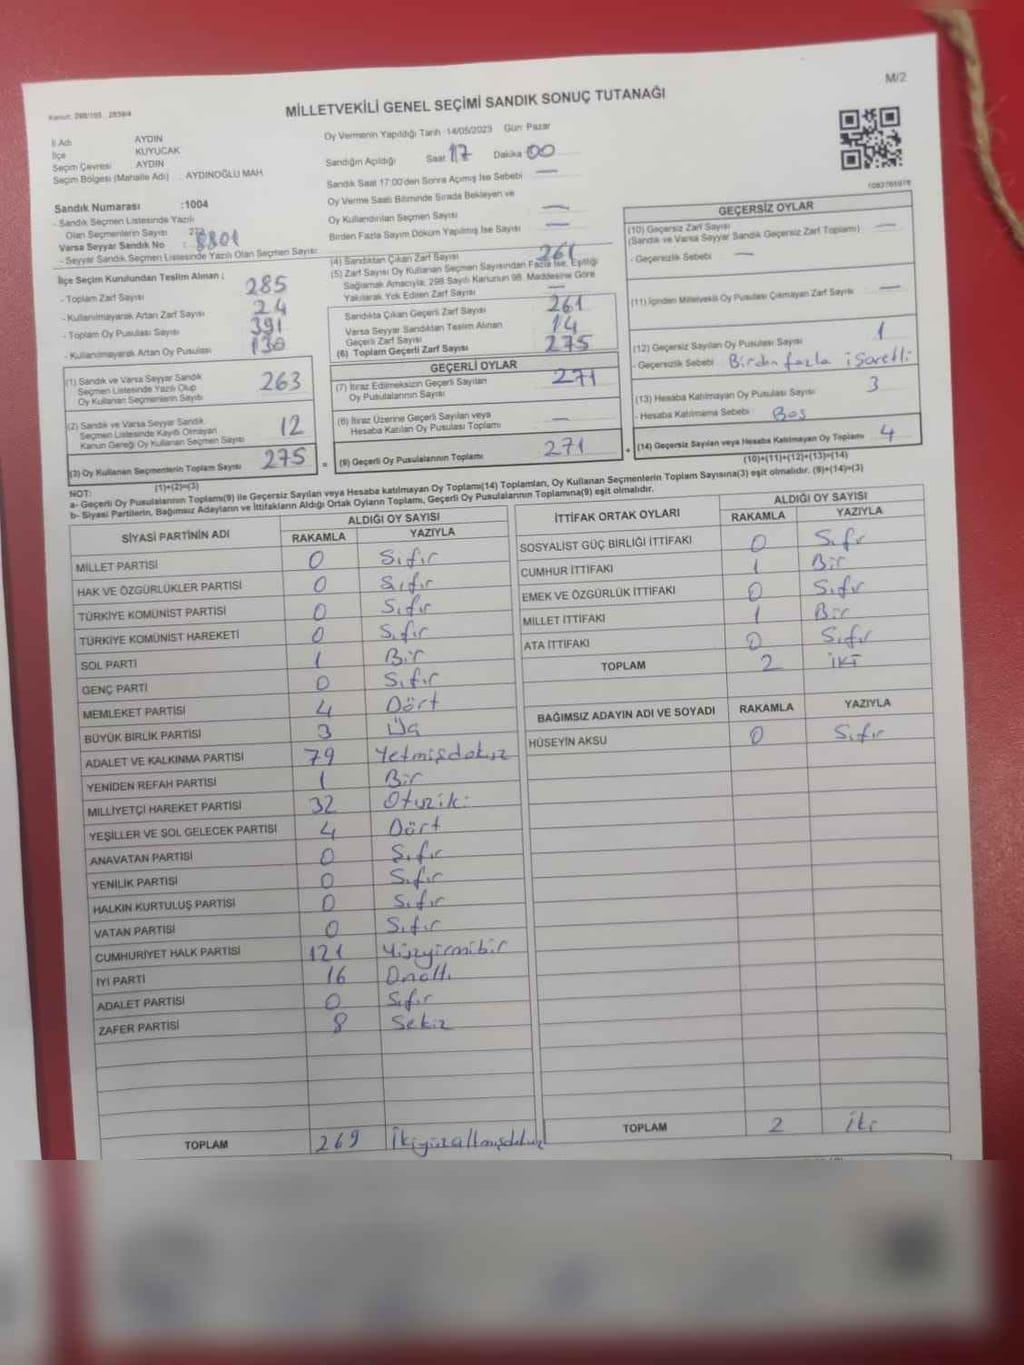 M/2
Kanun: 298/105 , 2839/4
MİLLETVEKİLİ GENEL SEÇİMİ SANDIK SONUÇ TUTANAĞI
İl Adı AYDIN
İlçe KUYUCAK
Seçim Çevresi AYDIN
Seçim Bölgesi (Mahalle Adı) : AYDINOĞLU MAH.
Oy Vermenin Yapıldığı Tarih :14/05/2023 Gün: Pazar
Sandığın Açıldığı Saat 17 Dakika 00
Sandık Saat 17:00'den Sonra Açılmış İse Sebebi —
Oy Verme Saati Bitiminde Sırada Bekleyen ve
Oy Kullandırılan Seçmen Sayısı —
Birden Fazla Sayım Döküm Yapılmış İse Sayısı —
1083765976
Sandık Numarası :1004
- Sandık Seçmen Listesinde Yazılı
Olan Seçmenlerin Sayısı
Varsa Seyyar Sandık No : 8801
- Seyyar Sandık Seçmen Listesinde Yazılı Olan Seçmen Sayısı:
İlçe Seçim Kurulundan Teslim Alınan :
- Toplam Zarf Sayısı 285
- Kullanılmayarak Artan Zarf Sayısı 24
- Toplam Oy Pusulası Sayısı 391
- Kullanılmayarak Artan Oy Pusulası 130
(1) Sandık ve Varsa Seyyar Sandık
Seçmen Listesinde Yazılı Olup
Oy Kullanan Seçmenlerin Sayısı 263
(2) Sandık ve Varsa Seyyar Sandık
Seçmen Listesinde Kayıtlı Olmayan
Kanun Gereği Oy Kullanan Seçmen Sayısı 12
(3) Oy Kullanan Seçmenlerin Toplam Sayısı 275
(1)+(2)=(3)
(4) Sandıktan Çıkan Zarf Sayısı 261
(5) Zarf Sayısı Oy Kullanan Seçmen Sayısından Fazla İse, Eşitliği
Sağlamak Amacıyla, 298 Sayılı Kanunun 98. Maddesine Göre
Yakılarak Yok Edilen Zarf Sayısı —
Sandıkta Çıkan Geçerli Zarf Sayısı 261
Varsa Seyyar Sandıktan Teslim Alınan
Geçerli Zarf Sayısı 14
(6) Toplam Geçerli Zarf Sayısı 275
GEÇERLİ OYLAR
(7) İtiraz Edilmeksizin Geçerli Sayılan
Oy Pusulalarının Sayısı 271
(8) İtiraz Üzerine Geçerli Sayılan veya
Hesaba Katılan Oy Pusulası Toplamı —
= (9) Geçerli Oy Pusulalarının Toplamı 271
GEÇERSİZ OYLAR
(10) Geçersiz Zarf Sayısı
(Sandık ve Varsa Seyyar Sandık Geçersiz Zarf Toplamı) —
- Geçersizlik Sebebi : —
(11) İçinden Milletvekili Oy Pusulası Çıkmayan Zarf Sayısı —
(12) Geçersiz Sayılan Oy Pusulası Sayısı 1
- Geçersizlik Sebebi : Birden fazla işaretli
(13) Hesaba Katılmayan Oy Pusulası Sayısı 3
- Hesaba Katılmama Sebebi : Boş
+ (14) Geçersiz Sayılan veya Hesaba Katılmayan Oy Toplamı 4
(10)+(11)+(12)+(13)=(14)
NOT:
a- Geçerli Oy Pusulalarının Toplamı(9) ile Geçersiz Sayılan veya Hesaba katılmayan Oy Toplamı(14) Toplamları, Oy Kullanan Seçmenlerin Toplam Sayısına(3) eşit olmalıdır. (9)+(14)=(3)
b- Siyasi Partilerin, Bağımsız Adayların ve İttifakların Aldığı Ortak Oyların Toplamı, Geçerli Oy Pusulalarının Toplamına(9) eşit olmalıdır.
SİYASİ PARTİNİN ADI ALDIĞI OY SAYISI
RAKAMLA YAZIYLA
MİLLET PARTİSİ 0 Sıfır
HAK VE ÖZGÜRLÜKLER PARTİSİ 0 Sıfır
TÜRKİYE KOMÜNİST PARTİSİ 0 Sıfır
TÜRKİYE KOMÜNİST HAREKETİ 0 Sıfır
SOL PARTİ 1 Bir
GENÇ PARTİ 0 Sıfır
MEMLEKET PARTİSİ 4 Dört
BÜYÜK BİRLİK PARTİSİ 3 Üç
ADALET VE KALKINMA PARTİSİ 79 Yetmişdokuz
YENİDEN REFAH PARTİSİ 1 Bir
MİLLİYETÇİ HAREKET PARTİSİ 32 Otuziki
YEŞİLLER VE SOL GELECEK PARTİSİ 4 Dört
ANAVATAN PARTİSİ 0 Sıfır
YENİLİK PARTİSİ 0 Sıfır
HALKIN KURTULUŞ PARTİSİ 0 Sıfır
VATAN PARTİSİ 0 Sıfır
CUMHURİYET HALK PARTİSİ 121 Yüzyirmibir
İYİ PARTİ 16 Onaltı
ADALET PARTİSİ 0 Sıfır
ZAFER PARTİSİ 8 Sekiz
TOPLAM 269 İkiyüzaltmışdokuz
İTTİFAK ORTAK OYLARI ALDIĞI OY SAYISI
RAKAMLA YAZIYLA
SOSYALİST GÜÇ BİRLİĞİ İTTİFAKI 0 Sıfır
CUMHUR İTTİFAKI 1 Bir
EMEK VE ÖZGÜRLÜK İTTİFAKI 0 Sıfır
MİLLET İTTİFAKI 1 Bir
ATA İTTİFAKI 0 Sıfır
TOPLAM 2 İKİ
BAĞIMSIZ ADAYIN ADI VE SOYADI RAKAMLA YAZIYLA
HÜSEYİN AKSU 0 Sıfır
TOPLAM 2 İki